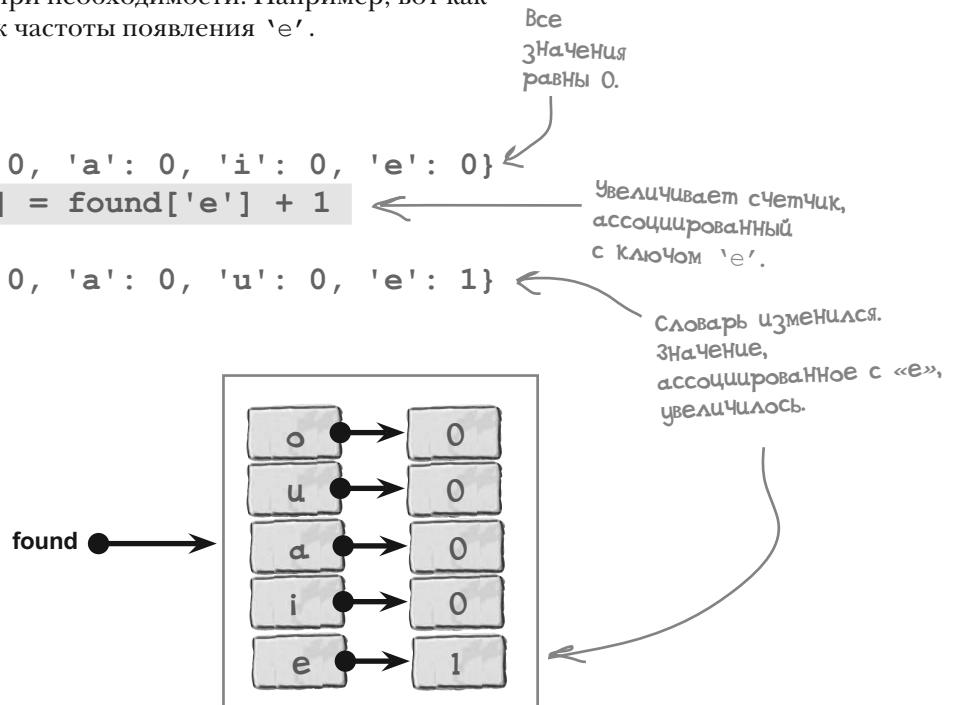 при необходимости. Например, вот как
к частоты появления 'e'.
Все
значения
равны 0.
0, 'a': 0, 'i': 0, 'e': 0}
] = found['e'] + 1
Увеличивает счетчик,
ассоциированный
с ключом 'e'.
0, 'a': 0, 'u': 0, 'e': 1}
Словарь изменился.
Значение,
ассоциированное с «e»,
увеличилось.
found
o 0
u 0
a 0
i 0
e 1